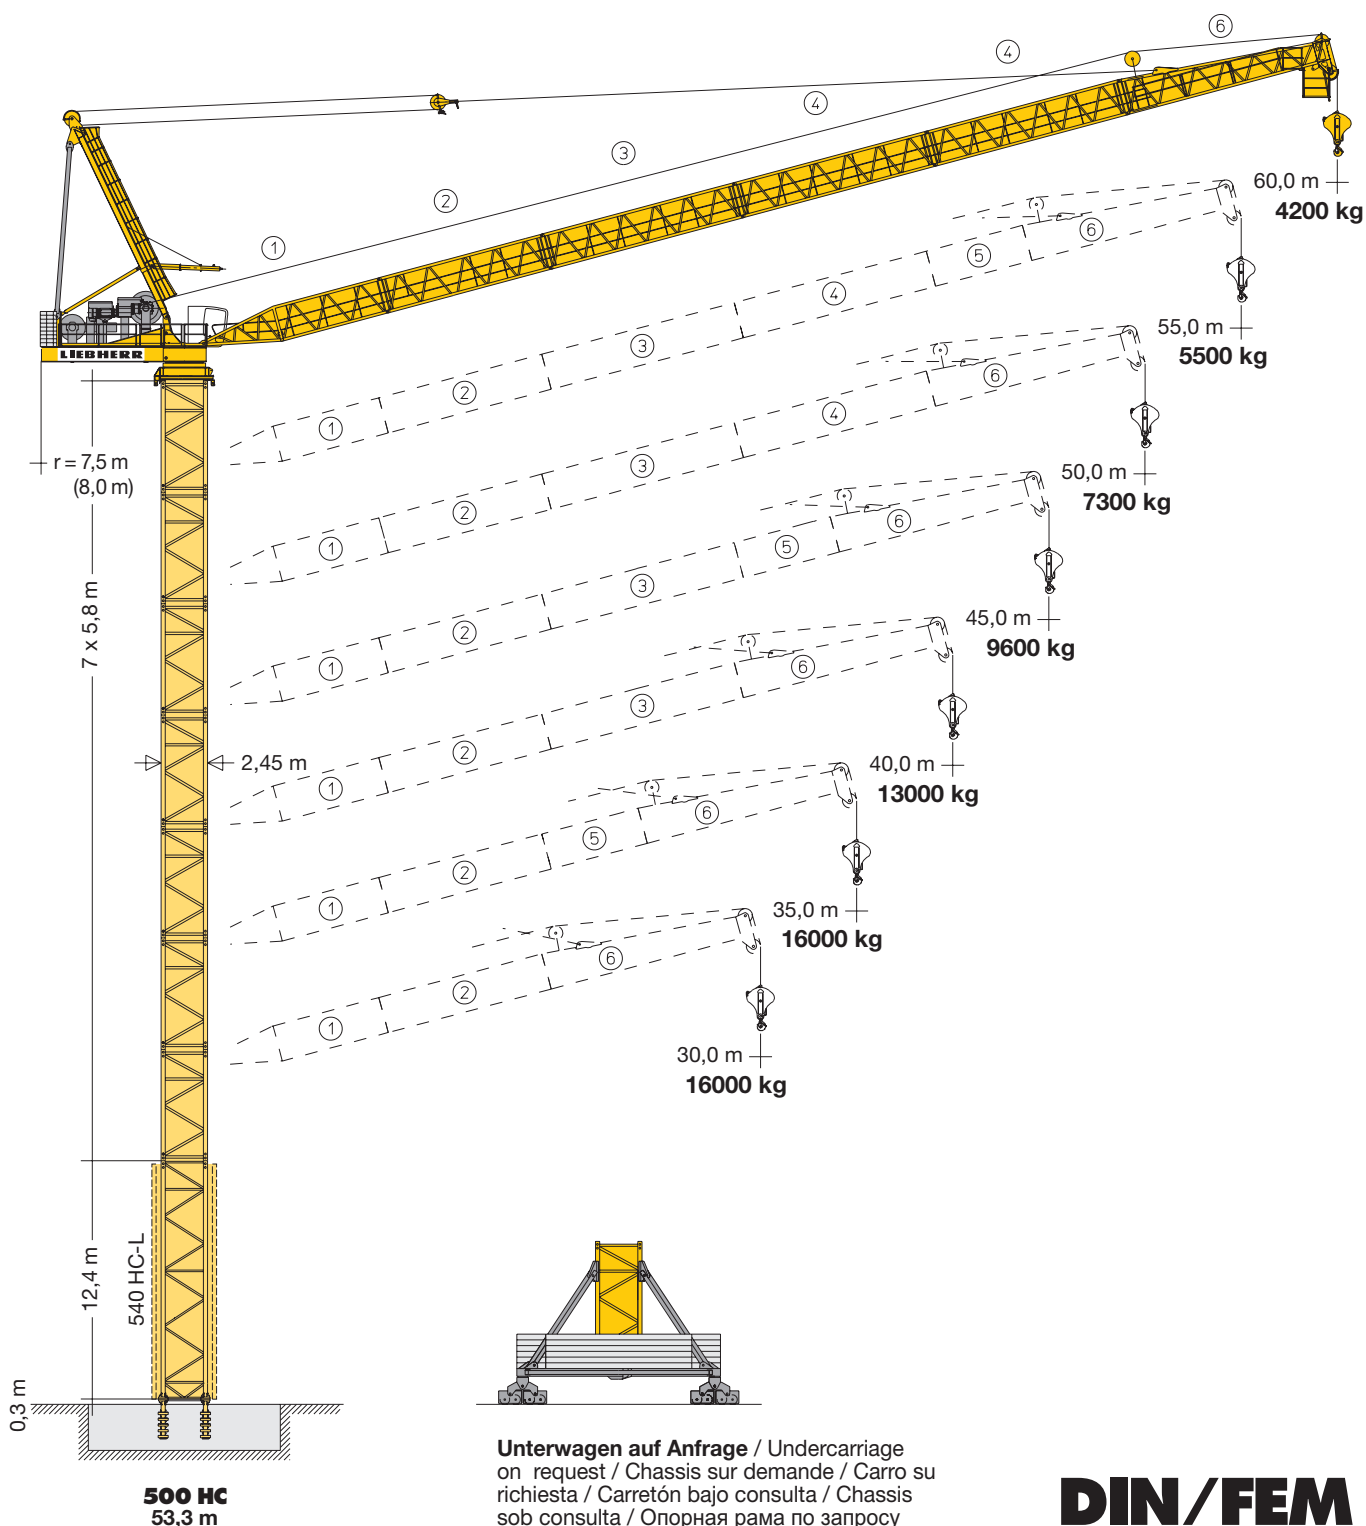 6
4
4
3
2
1
60,0 m
4200 kg
6
5
4
3
2
1
55,0 m
5500 kg
LIEBHERR
r = 7,5 m
(8,0 m)
6
4
3
2
1
50,0 m
7300 kg
7 x 5,8 m
6
5
3
2
1
45,0 m
9600 kg
2,45 m
6
3
2
1
40,0 m
13000 kg
6
5
2
1
35,0 m
16000 kg
6
2
1
30,0 m
16000 kg
12,4 m
540 HC-L
0,3 m
500 HC
53,3 m
Unterwagen auf Anfrage / Undercarriage
on request / Chassis sur demande / Carro su
richiesta / Carretón bajo consulta / Chassis
sob consulta / Опорная рама по запросу
DIN/FEM